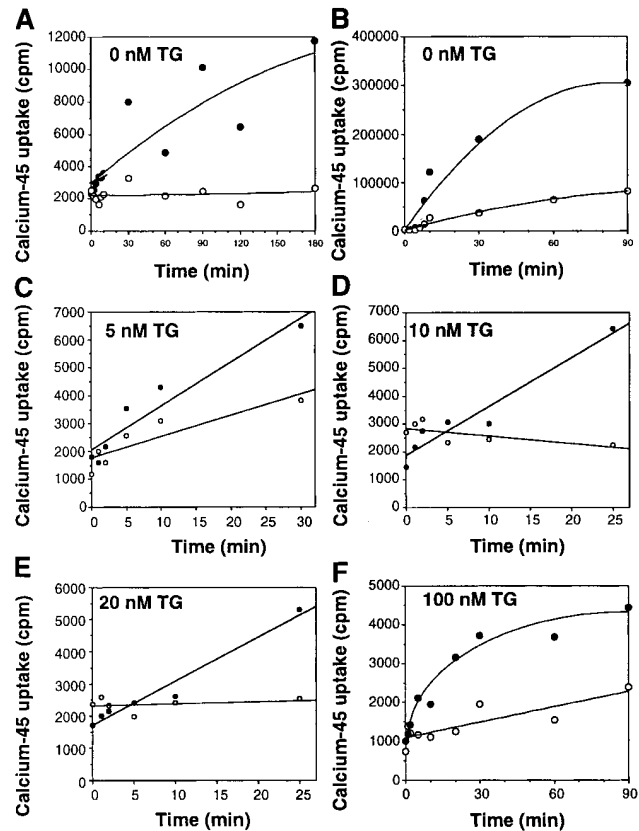 A
0 nM TG
Calcium-45 uptake (cpm)
12000
10000
8000
6000
4000
2000
0
0 30 60 90 120 150 180
Time (min)
B
0 nM TG
Calcium-45 uptake (cpm)
400000
300000
200000
100000
0
0 30 60 90
Time (min)
C
5 nM TG
Calcium-45 uptake (cpm)
7000
6000
5000
4000
3000
2000
1000
0
0 5 10 15 20 25 30
Time (min)
D
10 nM TG
Calcium-45 uptake (cpm)
7000
6000
5000
4000
3000
2000
1000
0
0 5 10 15 20 25
Time (min)
E
20 nM TG
Calcium-45 uptake (cpm)
6000
5000
4000
3000
2000
1000
0
0 5 10 15 20 25
Time (min)
F
100 nM TG
Calcium-45 uptake (cpm)
5000
4000
3000
2000
1000
0
0 30 60 90
Time (min)